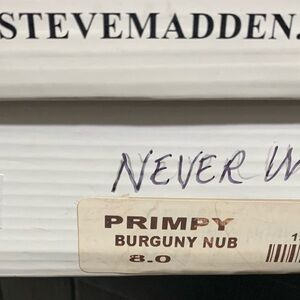 STEVEMADDEN.
NEVER
PRIMPY
BURGUNY NUB
8.0